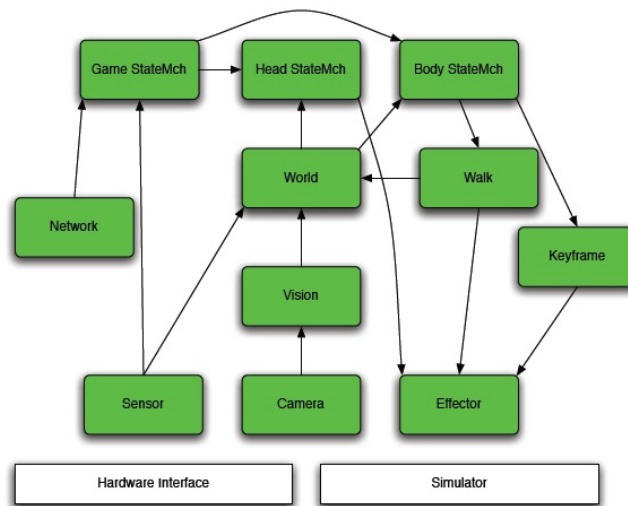 Game StateMch
Head StateMch
Body StateMch
World
Walk
Network
Keyframe
Vision
Sensor
Camera
Effector
Hardware Interface
Simulator